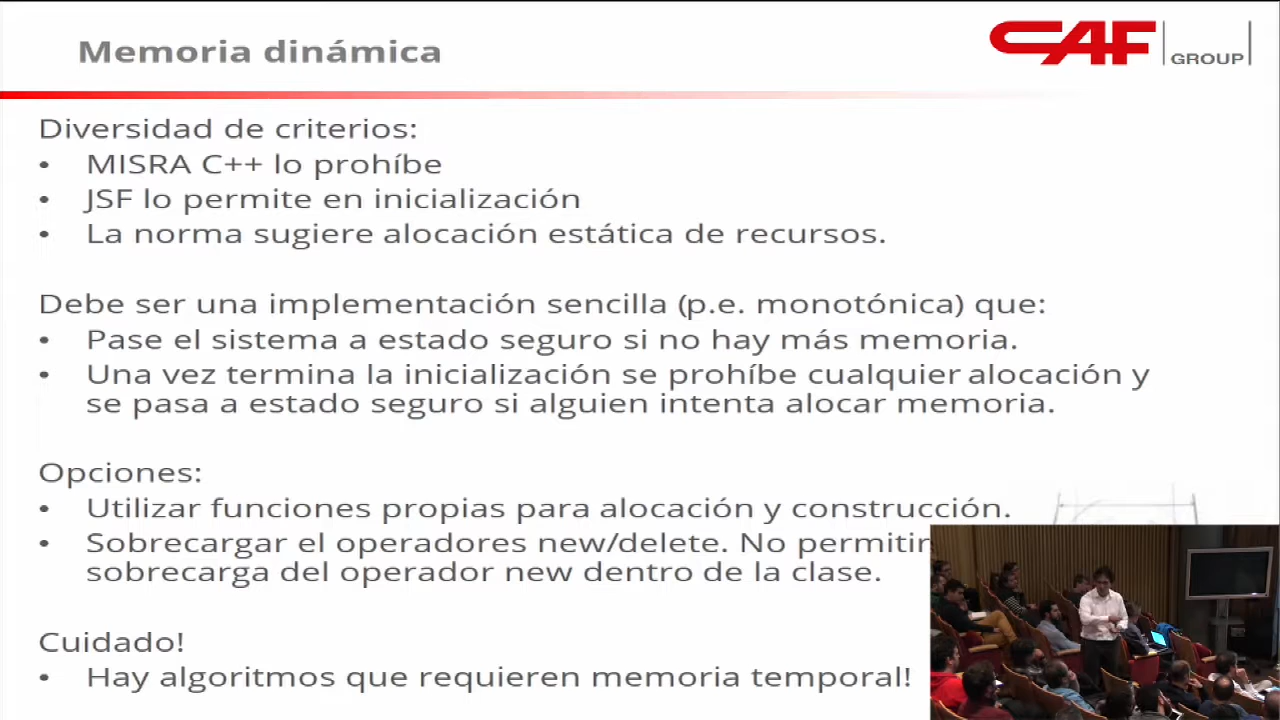 Memoria dinámica
CAF GROUP
Diversidad de criterios:
• MISRA C++ lo prohíbe
• JSF lo permite en inicialización
• La norma sugiere alocación estática de recursos.
Debe ser una implementación sencilla (p.e. monotónica) que:
• Pase el sistema a estado seguro si no hay más memoria.
• Una vez termina la inicialización se prohíbe cualquier alocación y
se pasa a estado seguro si alguien intenta alocar memoria.
Opciones:
• Utilizar funciones propias para alocación y construcción.
• Sobrecargar el operadores new/delete. No permitir
sobrecarga del operador new dentro de la clase.
Cuidado!
• Hay algoritmos que requieren memoria temporal!